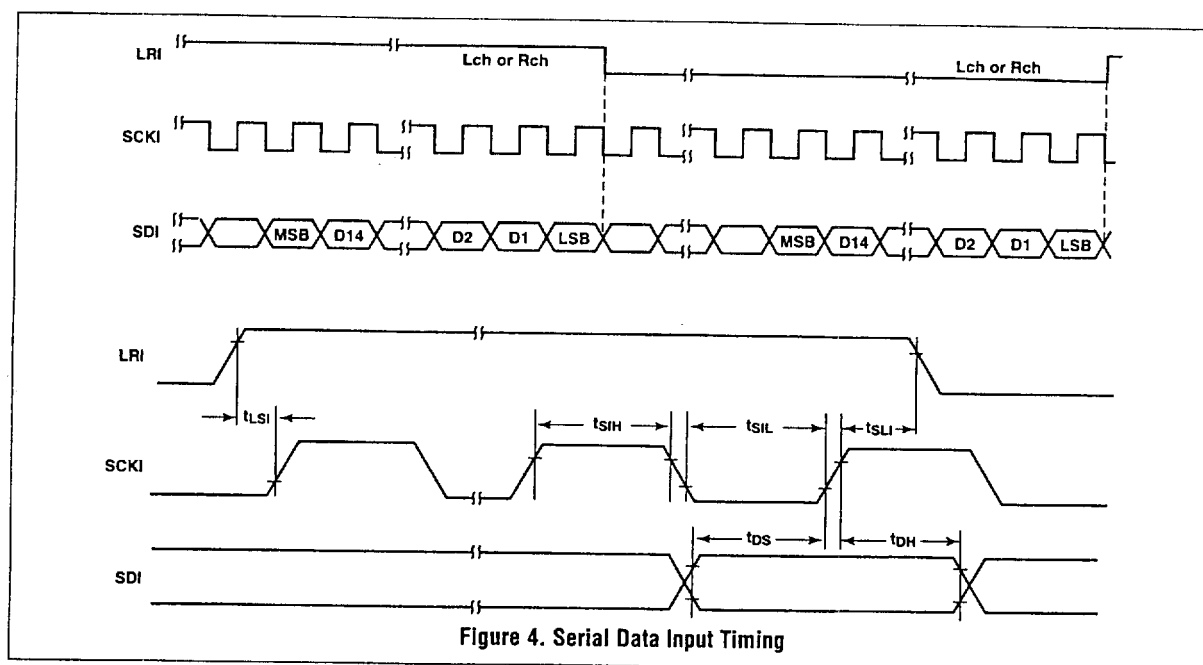 LRI
Lch or Rch
Lch or Rch
SCKI
SDI
MSB D14 D2 D1 LSB MSB D14 D2 D1 LSB
LRI
tLSI tSIH tSIL tSLI
SCKI
tDS tDH
SDI
Figure 4. Serial Data Input Timing